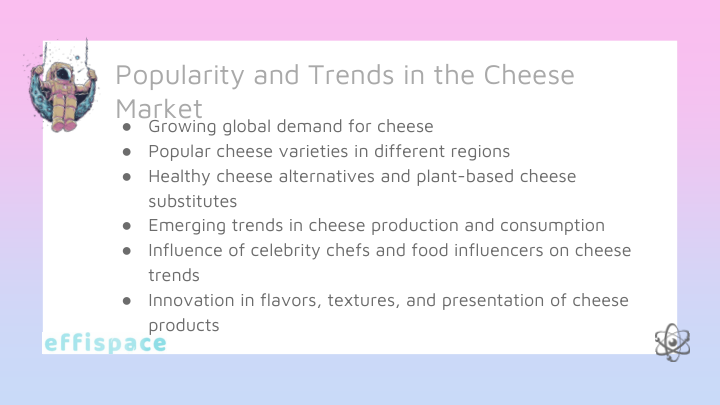 Popularity and Trends in the Cheese
Market
● Growing global demand for cheese
● Popular cheese varieties in different regions
● Healthy cheese alternatives and plant-based cheese
substitutes
● Emerging trends in cheese production and consumption
● Influence of celebrity chefs and food influencers on cheese
trends
● Innovation in flavors, textures, and presentation of cheese
products
effispace